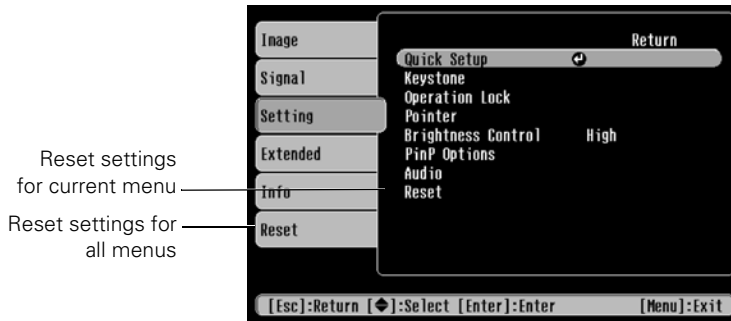 Image
Signal
Setting
Extended
Info
Reset
Return
Quick Setup
Keystone
Operation Lock
Pointer
Brightness Control High
PinP Options
Audio
Reset
Reset settings
for current menu
Reset settings for
all menus
[Esc]:Return [◆]:Select [Enter]:Enter [Menu]:Exit